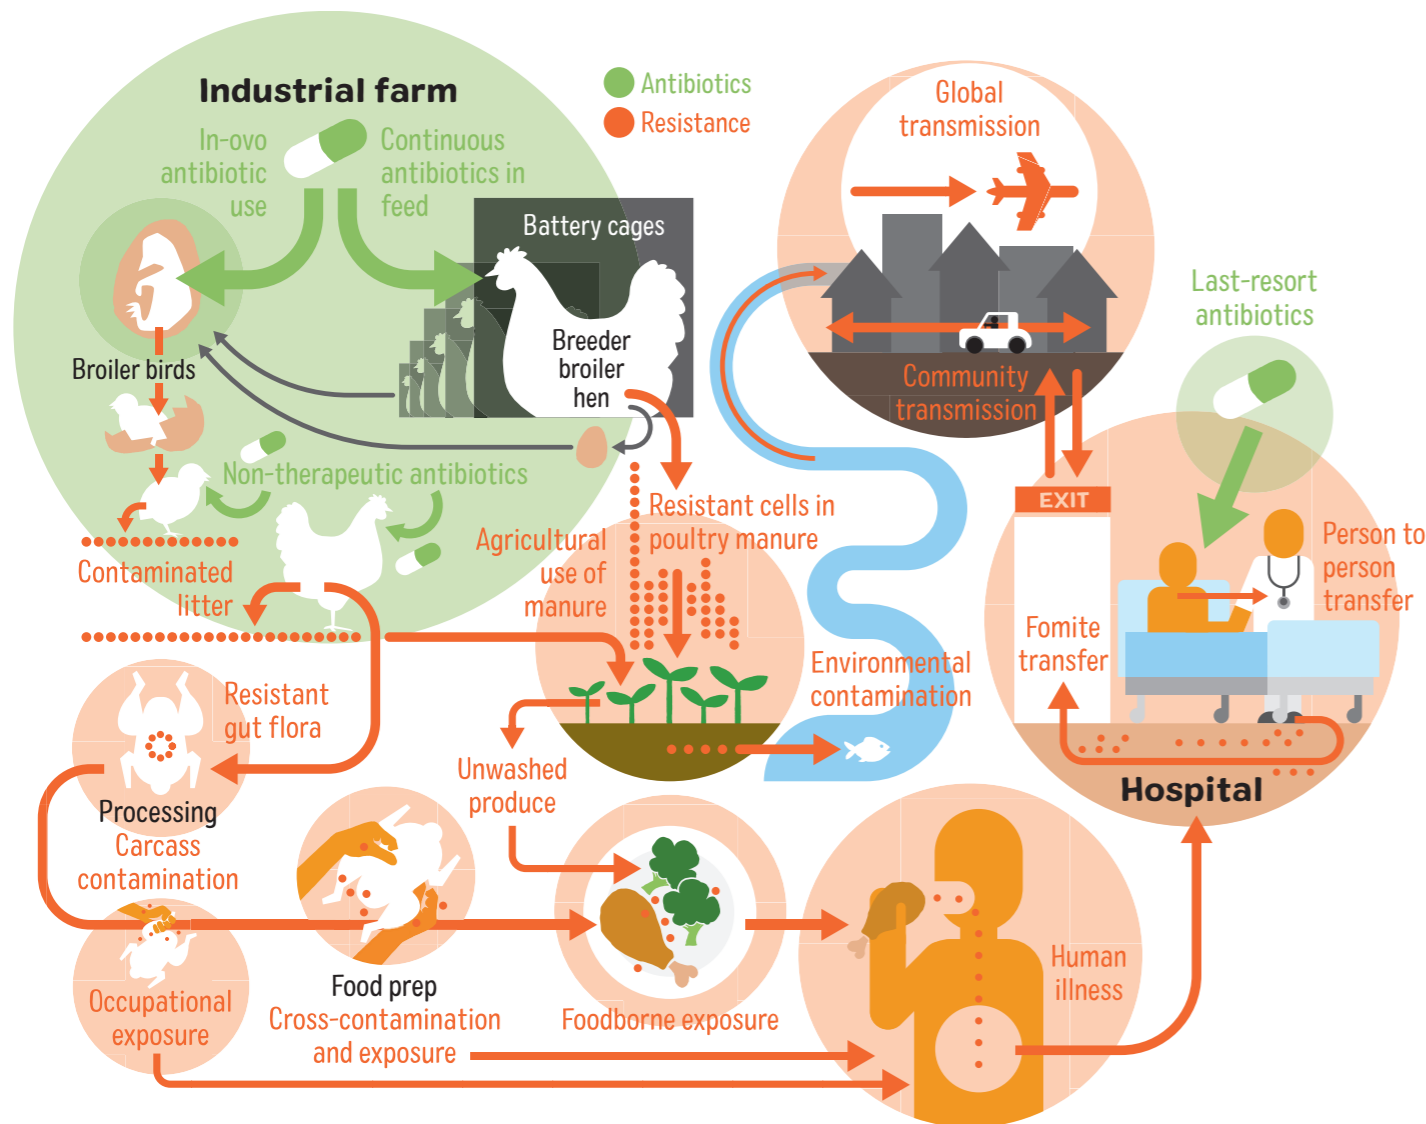 Industrial farm
In-ovo
antibiotic
use
Continuous
antibiotics in
feed
Antibiotics
Resistance
Global
transmission
Battery cages
Breeder
broiler
hen
Broiler birds
Non-therapeutic antibiotics
Contaminated
litter
Community
transmission
Last-resort
antibiotics
Resistant cells in
poultry manure
Agricultural
use of
manure
EXIT
Person to
person
transfer
Fomite
transfer
Environmental
contamination
Hospital
Resistant
gut flora
Processing
Carcass
contamination
Unwashed
produce
Occupational
exposure
Food prep
Cross-contamination
and exposure
Foodborne exposure
Human
illness